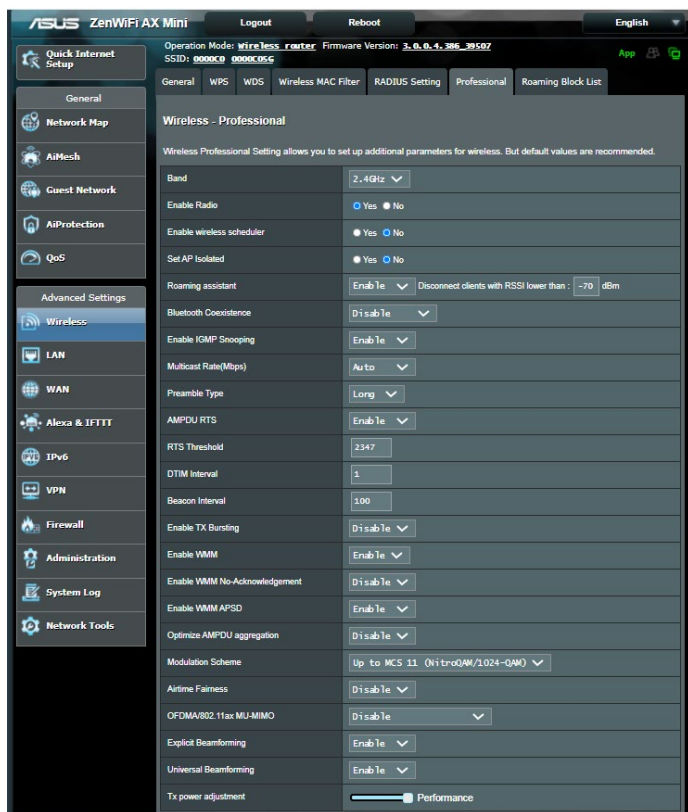 ASUS ZenWiFi AX Mini Logout Reboot English
Operation Mode: Wireless router Firmware Version: 3.0.0.4.386_39507
SSID: 0000C0 0000C05G
App
Quick Internet
Setup
General
Network Map
AiMesh
Guest Network
AiProtection
QoS
Advanced Settings
Wireless
LAN
WAN
Alexa & IFTTT
IPv6
VPN
Firewall
Administration
System Log
Network Tools
General WPS WDS Wireless MAC Filter RADIUS Setting Professional Roaming Block List
Wireless - Professional
Wireless Professional Setting allows you to set up additional parameters for wireless. But default values are recommended.
Band 2.4GHz
Enable Radio Yes No
Enable wireless scheduler Yes No
Set AP Isolated Yes No
Roaming assistant Enable Disconnect clients with RSSI lower than : -70 dBm
Bluetooth Coexistence Disable
Enable IGMP Snooping Enable
Multicast Rate(Mbps) Auto
Preamble Type Long
AMPDU RTS Enable
RTS Threshold 2347
DTIM Interval 1
Beacon Interval 100
Enable TX Bursting Disable
Enable WMM Enable
Enable WMM No-Acknowledgement Disable
Enable WMM APSD Enable
Optimize AMPDU aggregation Disable
Modulation Scheme Up to MCS 11 (NitroQAM/1024-QAM)
Airtime Fairness Disable
OFDMA/802.11ax MU-MIMO Disable
Explicit Beamforming Enable
Universal Beamforming Enable
Tx power adjustment Performance